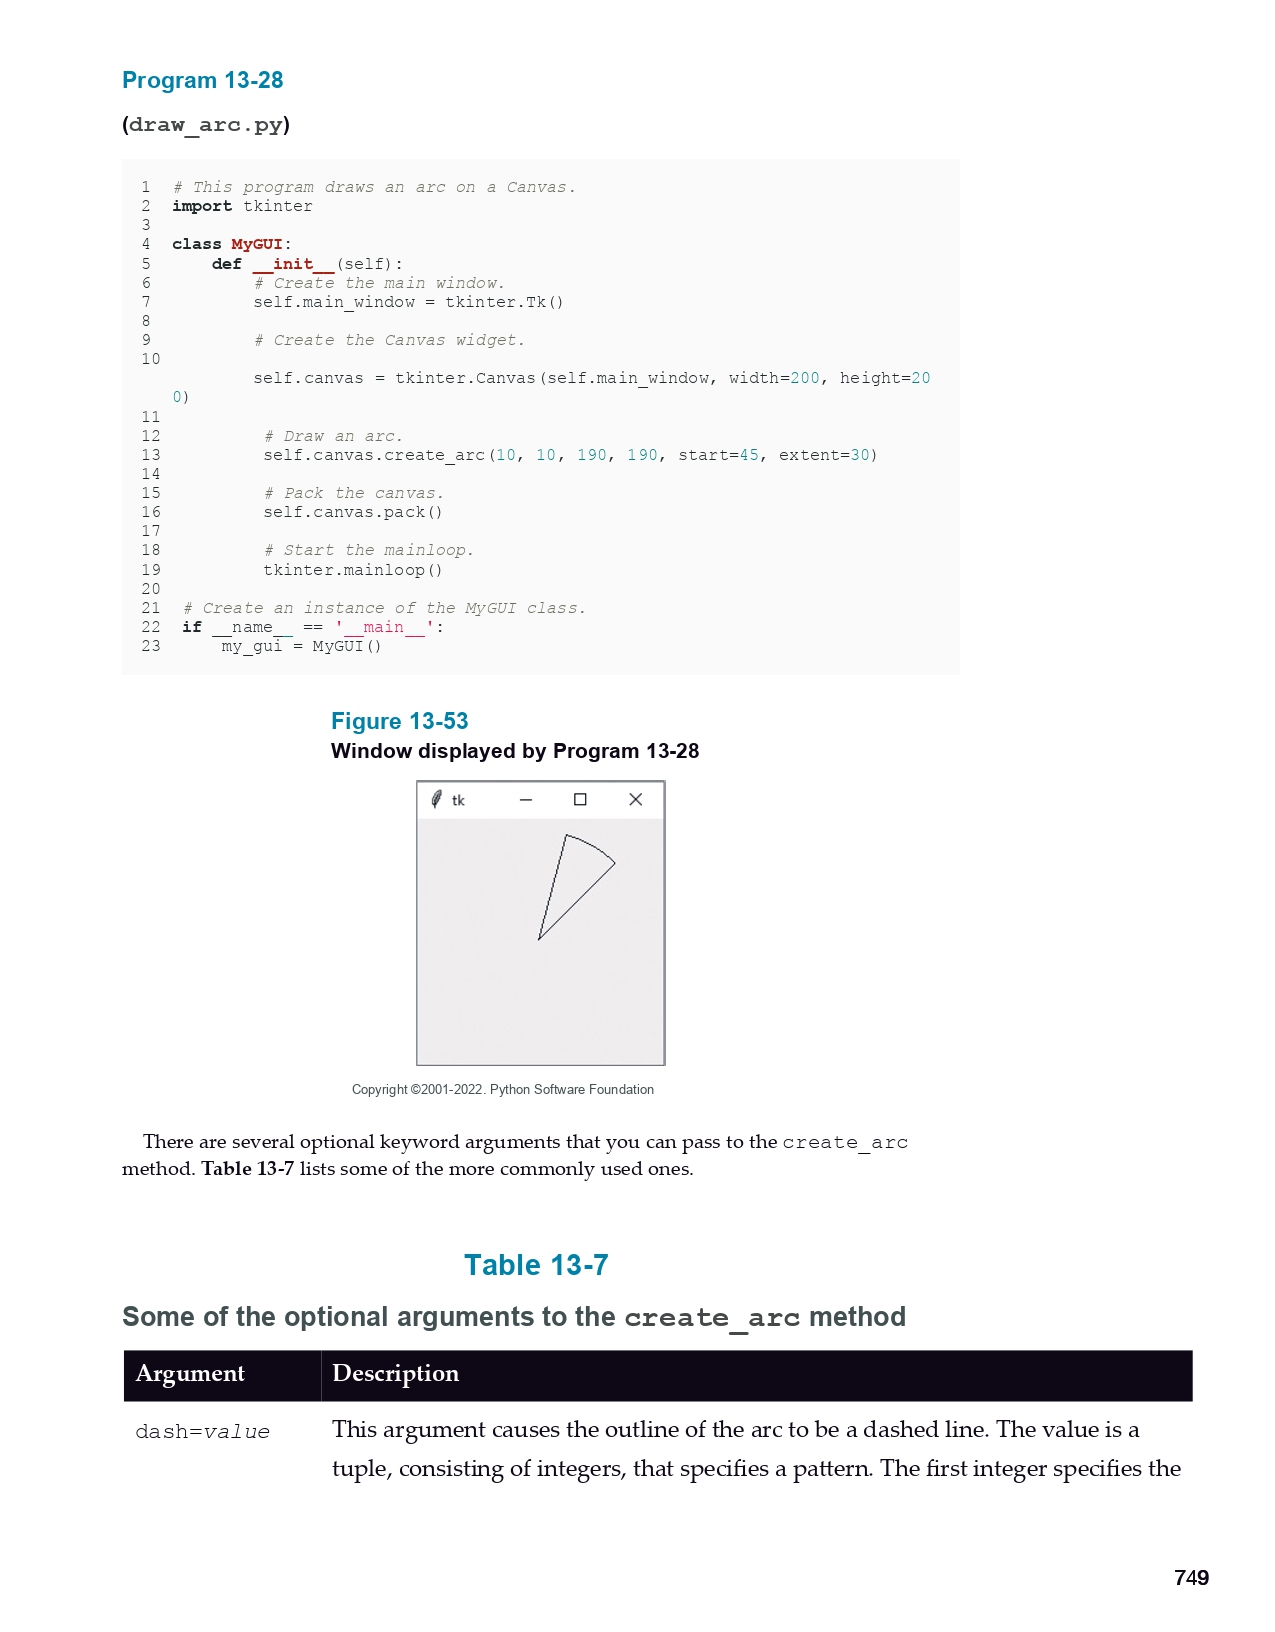 Program 13-28
(draw_arc.py)
1 # This program draws an arc on a Canvas.
2 import tkinter
3
4 class MyGUI:
5     def __init__(self):
6         # Create the main window.
7         self.main_window = tkinter.Tk()
8
9         # Create the Canvas widget.
10
        self.canvas = tkinter.Canvas(self.main_window, width=200, height=20
0)
11
12         # Draw an arc.
13         self.canvas.create_arc(10, 10, 190, 190, start=45, extent=30)
14
15         # Pack the canvas.
16         self.canvas.pack()
17
18         # Start the mainloop.
19         tkinter.mainloop()
20
21 # Create an instance of the MyGUI class.
22 if __name__ == '__main__':
23     my_gui = MyGUI()
Figure 13-53
Window displayed by Program 13-28
tk
Copyright ©2001-2022. Python Software Foundation
There are several optional keyword arguments that you can pass to the create_arc
method. Table 13-7 lists some of the more commonly used ones.
Table 13-7
Some of the optional arguments to the create_arc method
Argument Description
dash=value This argument causes the outline of the arc to be a dashed line. The value is a
tuple, consisting of integers, that specifies a pattern. The first integer specifies the
749